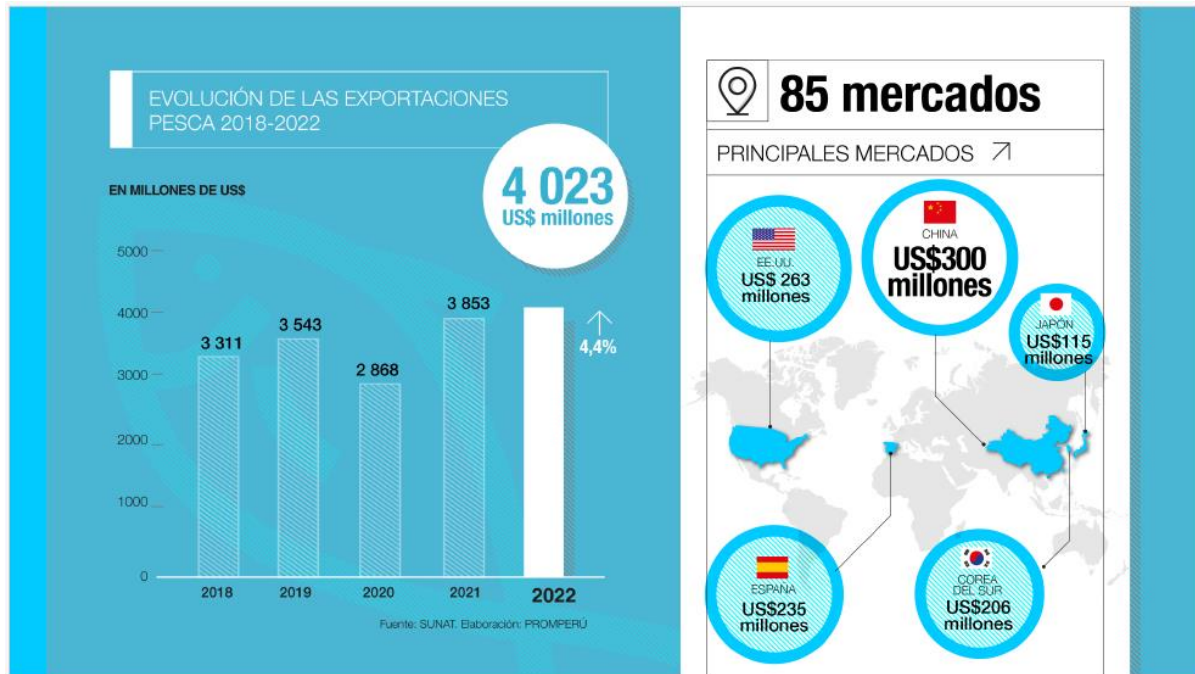 EVOLUCIÓN DE LAS EXPORTACIONES
PESCA 2018-2022
4 023
US$ millones
EN MILLONES DE US$
5000
4000
3000
2000
1000
0
3 311
3 543
2 868
3 853
4,4%
2018
2019
2020
2021
2022
Fuente: SUNAT. Elaboración: PROMPERÚ
85 mercados
PRINCIPALES MERCADOS
EE.UU.
US$ 263
millones
CHINA
US$300
millones
JAPÓN
US$115
millones
ESPAÑA
US$235
millones
COREA
DEL SUR
US$206
millones